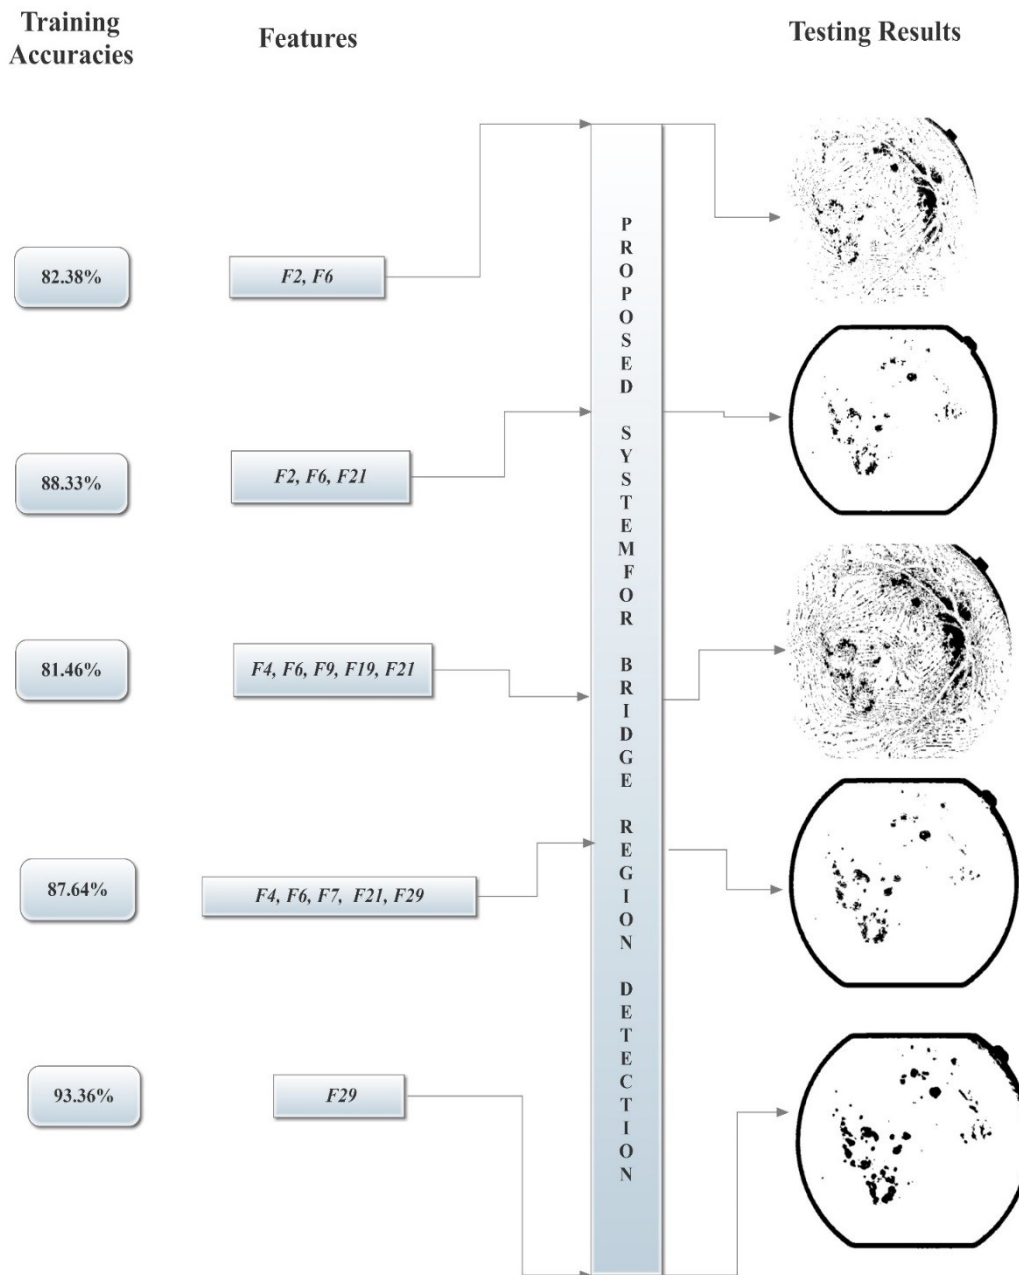 Training
Accuracies
Features
Testing Results
82.38%
F2, F6
88.33%
F2, F6, F21
81.46%
F4, F6, F9, F19, F21
87.64%
F4, F6, F7, F21, F29
93.36%
F29
PROPOSED SYSTEMFOR BRIDGE REGION DETECTION